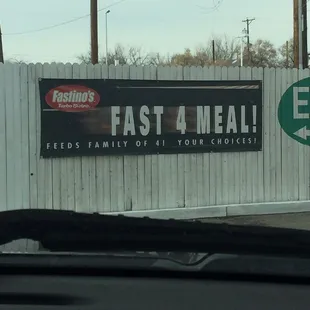 Fastino's
FAST 4 MEAL!
FEEDS FAMILY OF 4! YOUR CHOICES!
E